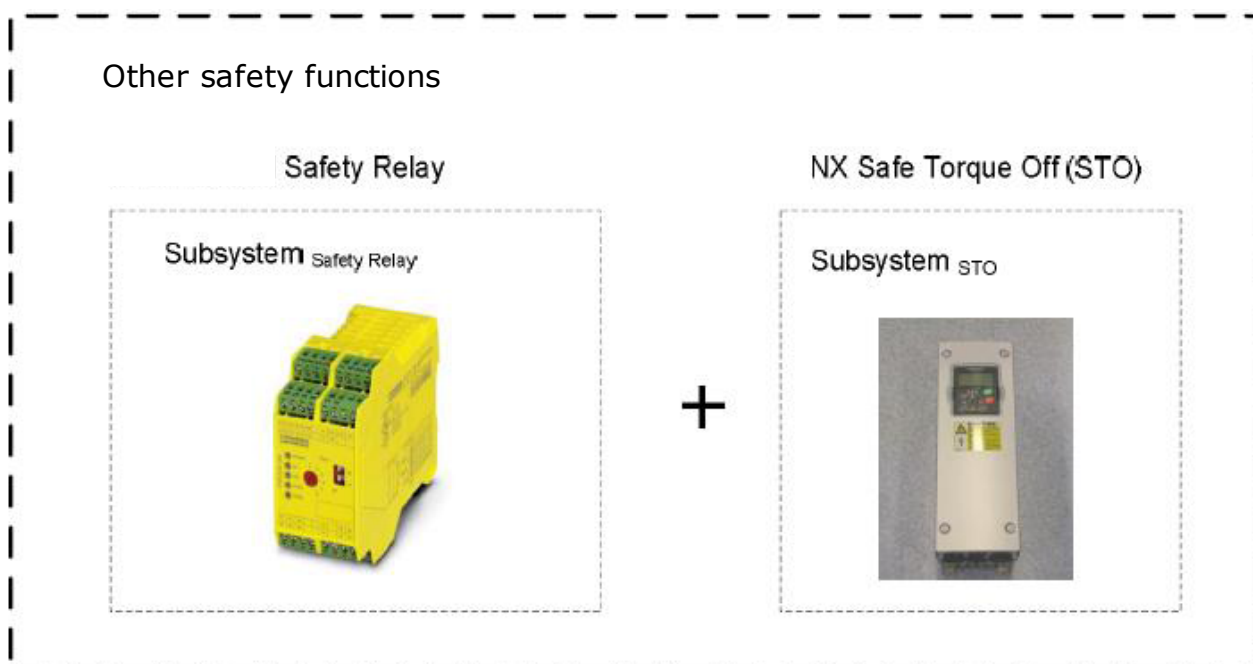 Other safety functions
Safety Relay
NX Safe Torque Off (STO)
Subsystem Safety Relay
Subsystem STO
+